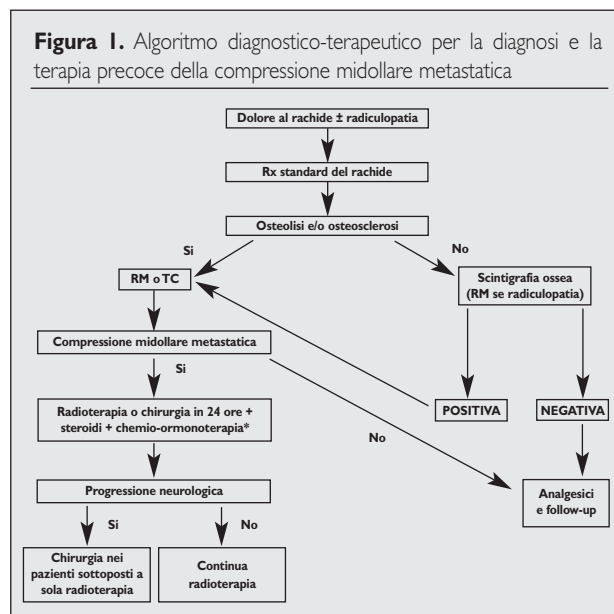 Figura 1. Algoritmo diagnostico-terapeutico per la diagnosi e la
terapia precoce della compressione midollare metastatica
Dolore al rachide ± radiculopatia
Rx standard del rachide
Osteolisi e/o osteosclerosi
Si
No
RM o TC
Scintigrafia ossea
(RM se radiculopatia)
Compressione midollare metastatica
Si
No
POSITIVA
NEGATIVA
Radioterapia o chirurgia in 24 ore +
steroidi + chemio-ormonoterapia*
Analgesici
e follow-up
Progressione neurologica
Si
No
Chirurgia nei
pazienti sottoposti a
sola radioterapia
Continua
radioterapia